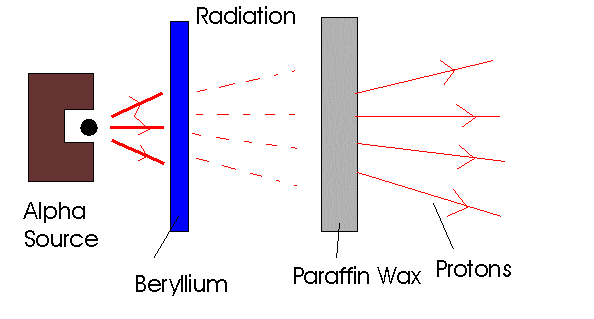 Radiation
Alpha
Source
Beryllium
Paraffin Wax
Protons